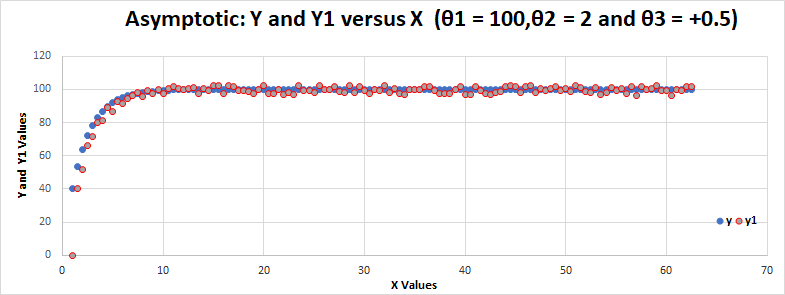 Asymptotic: Y and Y1 versus X (θ1 = 100,θ2 = 2 and θ3 = +0.5)
120
100
80
60
40
20
0
Y and Y1 Values
y y1
0 10 20 30 40 50 60 70
X Values